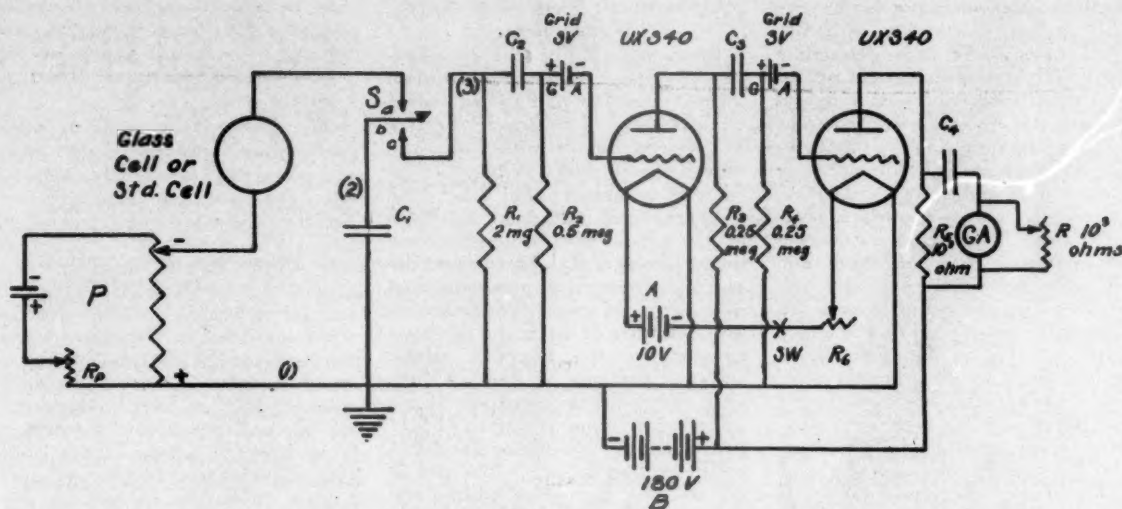 Glass
Cell or
Std. Cell
P
- +
Rp
- +
(1)
(2)
C1
S a
b
a
(3)
C2
Grid
3V
+ -
G A
UX340
R1
2 mg
R2
0.5 meg
C3
Grid
3V
+ -
G A
UX340
R3
0.25
meg
R4
0.25
meg
A
+ -
10V
SW
R6
C4
R5
10⁵
ohm
GA
R 10³
ohms
- +
180 V
B